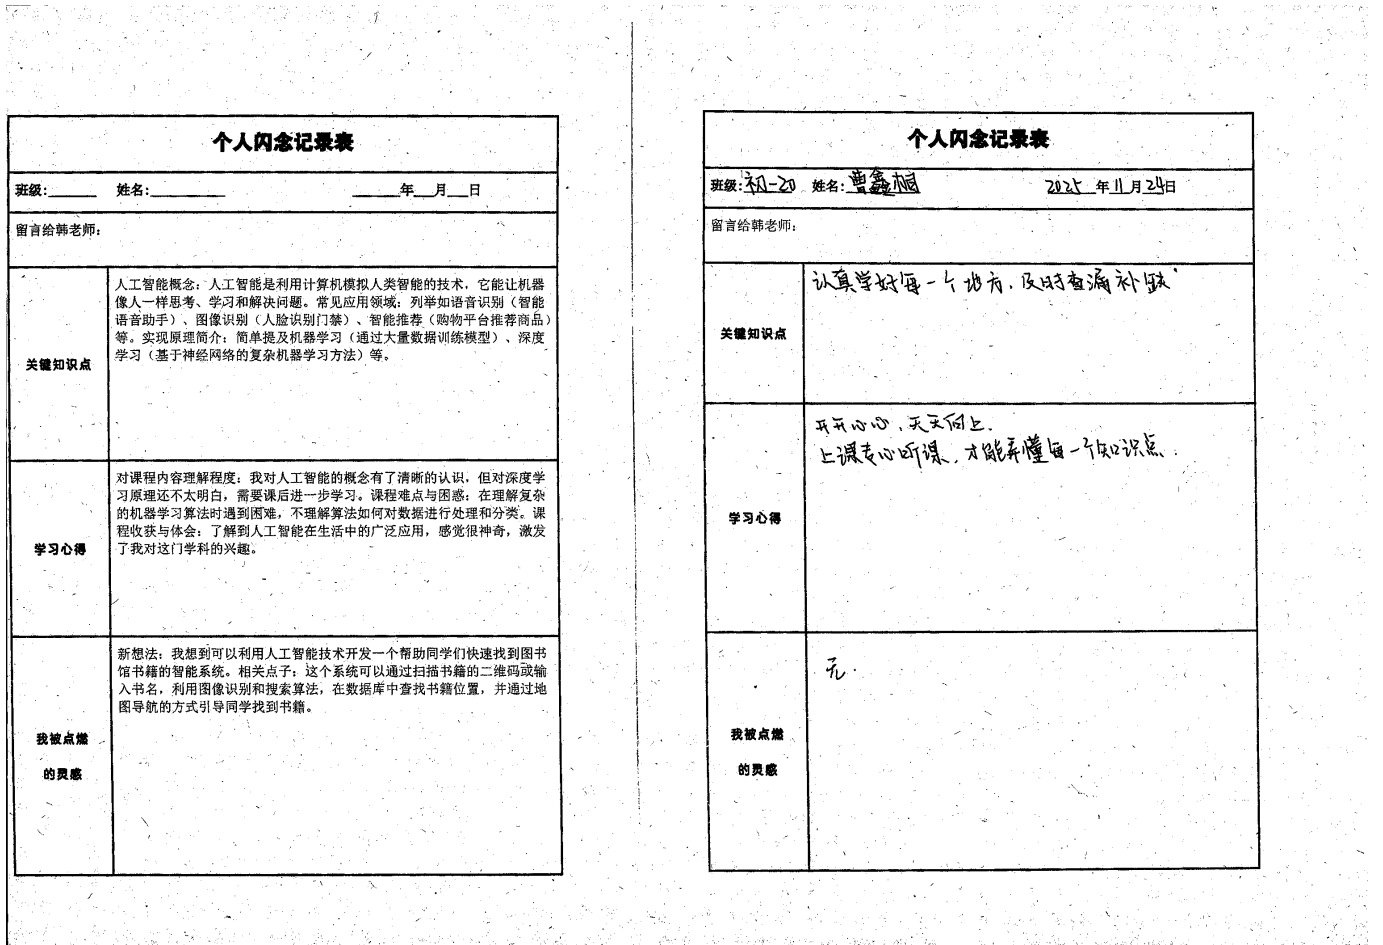 个人闪念记录表
班级:______ 姓名:__________ ______年___月___日
留言给韩老师：
关键知识点
人工智能概念：人工智能是利用计算机模拟人类智能的技术，它能让机器
像人一样思考、学习和解决问题。常见应用领域：列举如语音识别（智能
语音助手）、图像识别（人脸识别门禁）、智能推荐（购物平台推荐商品）
等。实现原理简介：简单提及机器学习（通过大量数据训练模型）、深度
学习（基于神经网络的复杂机器学习方法）等。
学习心得
对课程内容理解程度：我对人工智能的概念有了清晰的认识，但对深度学
习原理还不太明白，需要课后进一步学习。课程难点与困惑：在理解复杂
的机器学习算法时遇到困难，不理解算法如何对数据进行处理和分类。课
程收获与体会：了解到人工智能在生活中的广泛应用，感觉很神奇，激发
了我对这门学科的兴趣。
我被点燃
的灵感
新想法：我想到可以利用人工智能技术开发一个帮助同学们快速找到图书
馆书籍的智能系统。相关点子：这个系统可以通过扫描书籍的二维码或输
入书名，利用图像识别和搜索算法，在数据库中查找书籍位置，并通过地
图导航的方式引导同学找到书籍。
个人闪念记录表
班级:初一20 姓名:曹鑫桐 2025年11月24日
留言给韩老师：
关键知识点
认真学好每一个地方，及时查漏补缺.
学习心得
开开心心，天天向上.
上课专心听课，才能弄懂每一个知识点.
我被点燃
的灵感
无.